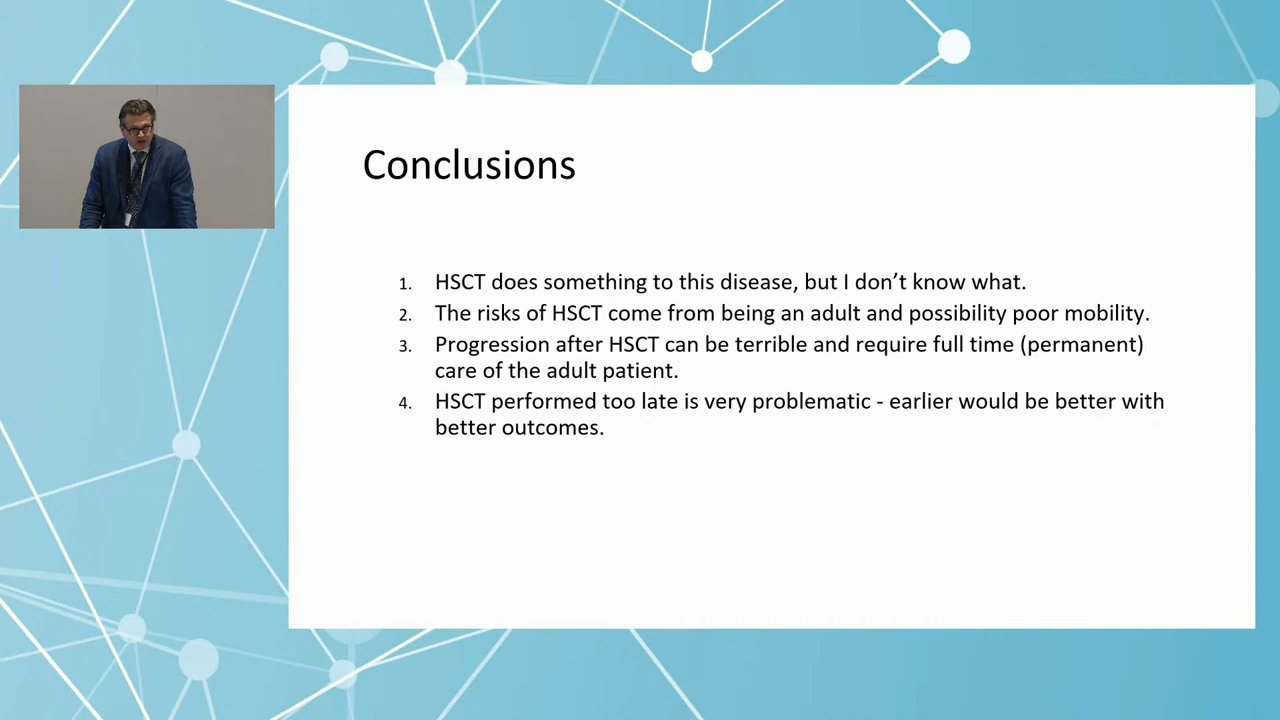 Conclusions
1. HSCT does something to this disease, but I don’t know what.
2. The risks of HSCT come from being an adult and possibility poor mobility.
3. Progression after HSCT can be terrible and require full time (permanent)
care of the adult patient.
4. HSCT performed too late is very problematic - earlier would be better with
better outcomes.